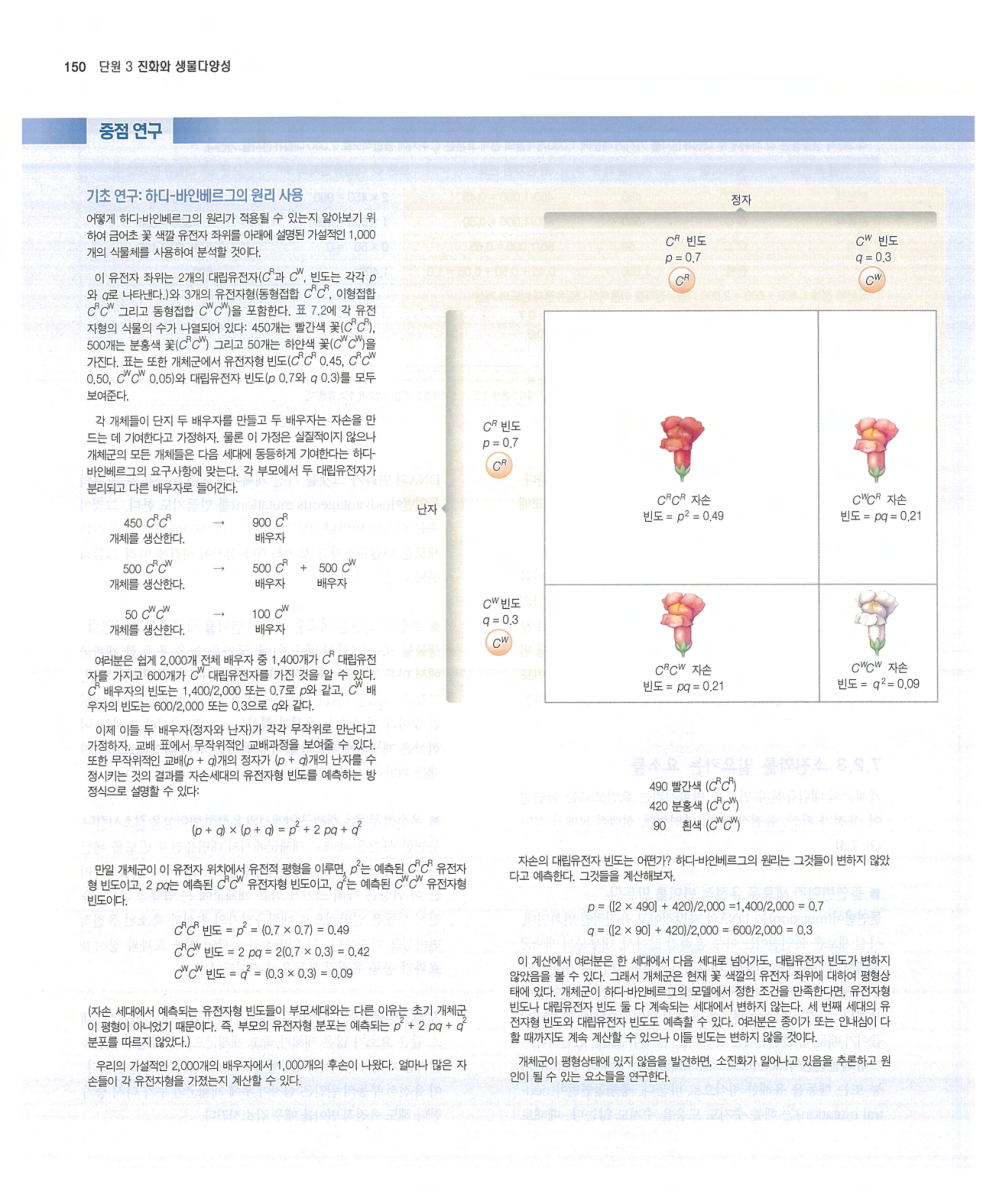 150 단원 3 진화와 생물다양성
중점 연구
기초 연구: 하디-바인베르그의 원리 사용
어떻게 하디-바인베르그의 원리가 적용될 수 있는지 알아보기 위
하여 금어초 꽃 색깔 유전자 좌위를 아래에 설명된 가설적인 1,000
개의 식물체를 사용하여 분석할 것이다.
이 유전자 좌위는 2개의 대립유전자(C^R과 C^W, 빈도는 각각 p
와 q로 나타낸다.)와 3개의 유전자형(동형접합 C^RC^R, 이형접합
C^RC^W 그리고 동형접합 C^WC^W)을 포함한다. 표 7.2에 각 유전
자형의 식물의 수가 나열되어 있다: 450개는 빨간색 꽃(C^RC^R),
500개는 분홍색 꽃(C^RC^W) 그리고 50개는 하얀색 꽃(C^WC^W)을
가진다. 표는 또한 개체군에서 유전자형 빈도(C^RC^R 0.45, C^RC^W
0.50, C^WC^W 0.05)와 대립유전자 빈도(p 0.7와 q 0.3)를 모두
보여준다.
각 개체들이 단지 두 배우자를 만들고 두 배우자는 자손을 만
드는 데 기여한다고 가정하자. 물론 이 가정은 실질적이지 않으나
개체군의 모든 개체들은 다음 세대에 동등하게 기여한다는 하디-
바인베르그의 요구사항에 맞는다. 각 부모에서 두 대립유전자가
분리되고 다른 배우자로 들어간다.
450 C^RC^R → 900 C^R
개체를 생산한다. 배우자
500 C^RC^W → 500 C^R + 500 C^W
개체를 생산한다. 배우자 배우자
50 C^WC^W → 100 C^W
개체를 생산한다. 배우자
여러분은 쉽게 2,000개 전체 배우자 중 1,400개가 C^R 대립유전
자를 가지고 600개가 C^W 대립유전자를 가진 것을 알 수 있다.
C^R 배우자의 빈도는 1,400/2,000 또는 0.7로 p와 같고, C^W 배
우자의 빈도는 600/2,000 또는 0.3으로 q와 같다.
이제 이들 두 배우자(정자와 난자)가 각각 무작위로 만난다고
가정하자. 교배 표에서 무작위적인 교배과정을 보여줄 수 있다.
또한 무작위적인 교배(p + q)개의 정자가 (p + q)개의 난자를 수
정시키는 것의 결과를 자손세대의 유전자형 빈도를 예측하는 방
정식으로 설명할 수 있다:
(p + q) × (p + q) = p² + 2 pq + q²
만일 개체군이 이 유전자 위치에서 유전적 평형을 이루면, p²는 예측된 C^RC^R 유전자
형 빈도이고, 2 pq는 예측된 C^RC^W 유전자형 빈도이고, q²는 예측된 C^WC^W 유전자형
빈도이다.
C^RC^R 빈도 = p² = (0.7 × 0.7) = 0.49
C^RC^W 빈도 = 2 pq = 2(0.7 × 0.3) = 0.42
C^WC^W 빈도 = q² = (0.3 × 0.3) = 0.09
(자손 세대에서 예측되는 유전자형 빈도들이 부모세대와는 다른 이유는 초기 개체군
이 평형이 아니었기 때문이다. 즉, 부모의 유전자형 분포는 예측되는 p² + 2 pq + q²
분포를 따르지 않았다.)
우리의 가설적인 2,000개의 배우자에서 1,000개의 후손이 나왔다. 얼마나 많은 자
손들이 각 유전자형을 가졌는지 계산할 수 있다.
정자
C^R 빈도
p = 0.7
C^R
C^W 빈도
q = 0.3
C^W
난자
C^R 빈도
p = 0.7
C^R
C^RC^R 자손
빈도 = p² = 0.49
C^WC^R 자손
빈도 = pq = 0.21
C^W 빈도
q = 0.3
C^W
C^RC^W 자손
빈도 = pq = 0.21
C^WC^W 자손
빈도 = q² = 0.09
490 빨간색 (C^RC^R)
420 분홍색 (C^RC^W)
90 흰색 (C^WC^W)
자손의 대립유전자 빈도는 어떤가? 하디-바인베르그의 원리는 그것들이 변하지 않았
다고 예측한다. 그것들을 계산해보자.
p = ([2 × 490] + 420)/2,000 =1,400/2,000 = 0.7
q = ([2 × 90] + 420)/2,000 = 600/2,000 = 0.3
이 계산에서 여러분은 한 세대에서 다음 세대로 넘어가도, 대립유전자 빈도가 변하지
않았음을 볼 수 있다. 그래서 개체군은 현재 꽃 색깔의 유전자 좌위에 대하여 평형상
태에 있다. 개체군이 하디-바인베르그의 모델에서 정한 조건을 만족한다면, 유전자형
빈도나 대립유전자 빈도 둘 다 계속되는 세대에서 변하지 않는다. 세 번째 세대의 유
전자형 빈도와 대립유전자 빈도도 예측할 수 있다. 여러분은 종이가 또는 인내심이 다
할 때까지도 계속 계산할 수 있으나 이들 빈도는 변하지 않을 것이다.
개체군이 평형상태에 있지 않음을 발견하면, 소진화가 일어나고 있음을 추론하고 원
인이 될 수 있는 요소들을 연구한다.